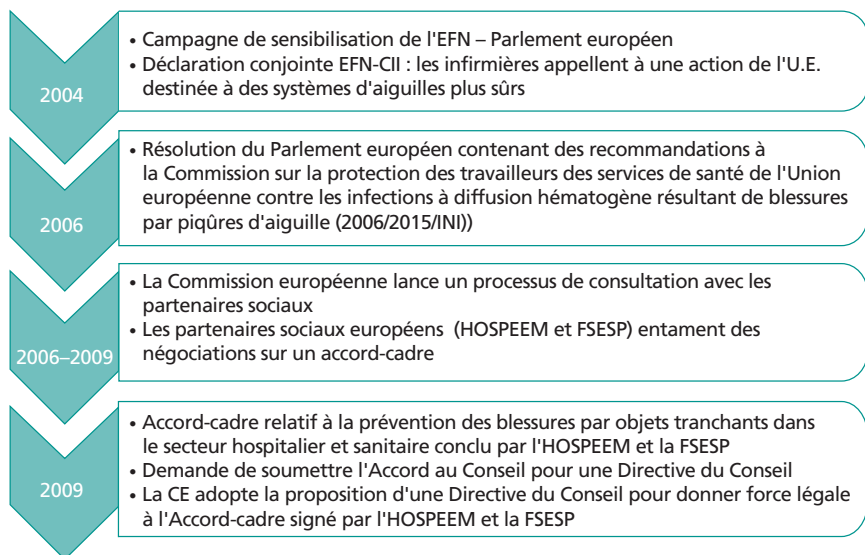 2004
• Campagne de sensibilisation de l'EFN – Parlement européen
• Déclaration conjointe EFN-CII : les infirmières appellent à une action de l'U.E.
destinée à des systèmes d'aiguilles plus sûrs
2006
• Résolution du Parlement européen contenant des recommandations à
la Commission sur la protection des travailleurs des services de santé de l'Union
européenne contre les infections à diffusion hématogène résultant de blessures
par piqûres d'aiguille (2006/2015/INI))
2006–2009
• La Commission européenne lance un processus de consultation avec les
partenaires sociaux
• Les partenaires sociaux européens (HOSPEEM et FSESP) entament des
négociations sur un accord-cadre
2009
• Accord-cadre relatif à la prévention des blessures par objets tranchants dans
le secteur hospitalier et sanitaire conclu par l'HOSPEEM et la FSESP
• Demande de soumettre l'Accord au Conseil pour une Directive du Conseil
• La CE adopte la proposition d'une Directive du Conseil pour donner force légale
à l'Accord-cadre signé par l'HOSPEEM et la FSESP